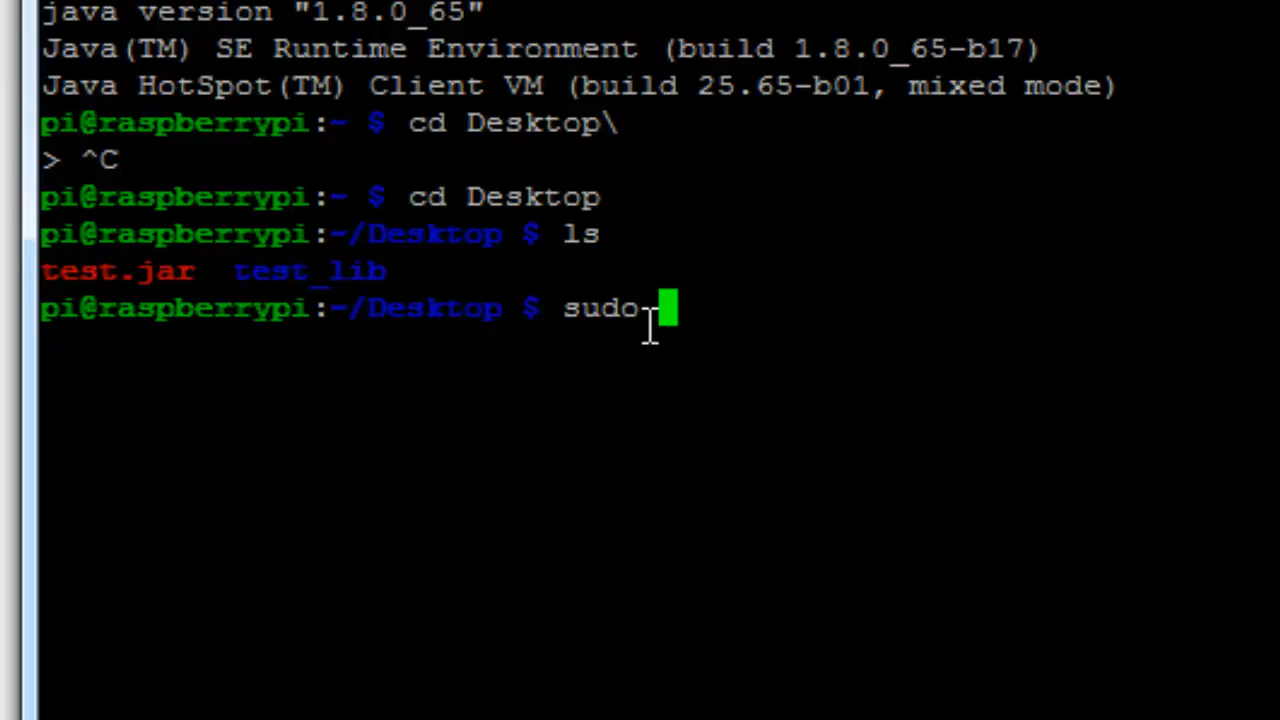 java version "1.8.0_65"
Java(TM) SE Runtime Environment (build 1.8.0_65-b17)
Java HotSpot(TM) Client VM (build 25.65-b01, mixed mode)
pi@raspberrypi:~ $ cd Desktop\
> ^C
pi@raspberrypi:~ $ cd Desktop
pi@raspberrypi:~/Desktop $ ls
test.jar  test_lib
pi@raspberrypi:~/Desktop $ sudo